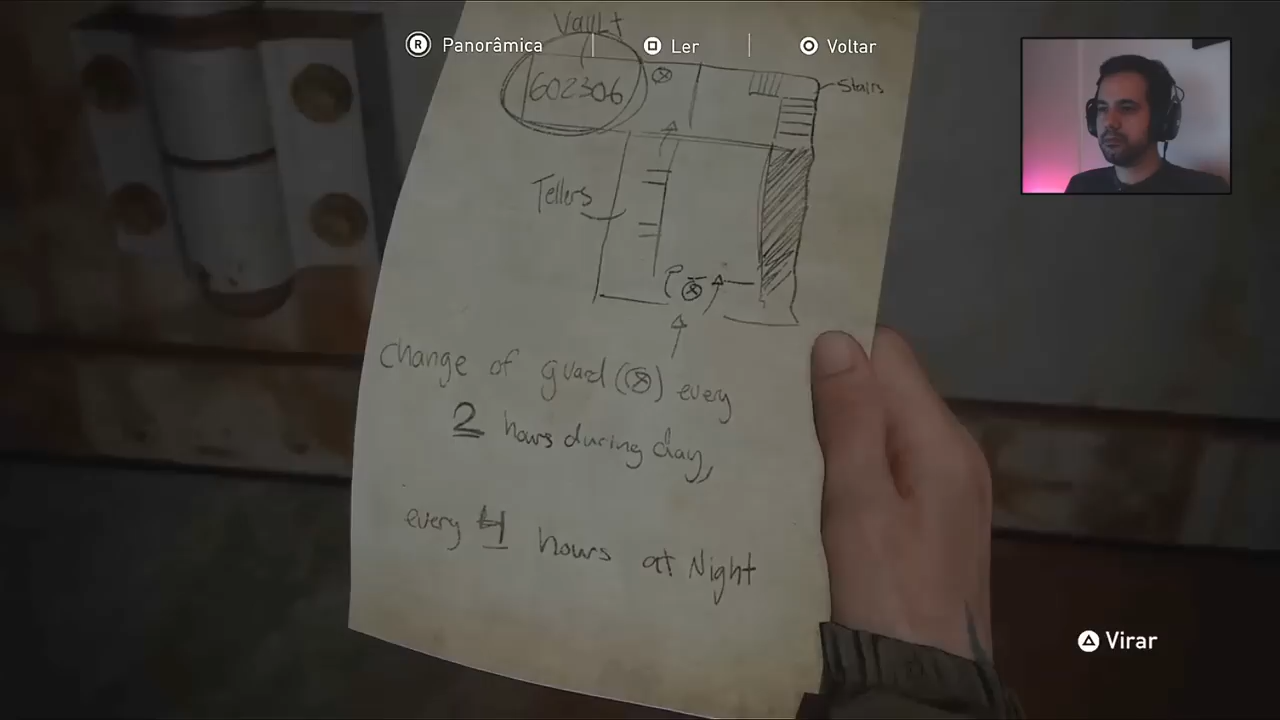 Vault
Ⓡ Panorâmica
Ler
Voltar
602306
Stairs
Tellers
Change of guard (⊗) every
2 hours during day,
every 4 hours at Night
Virar